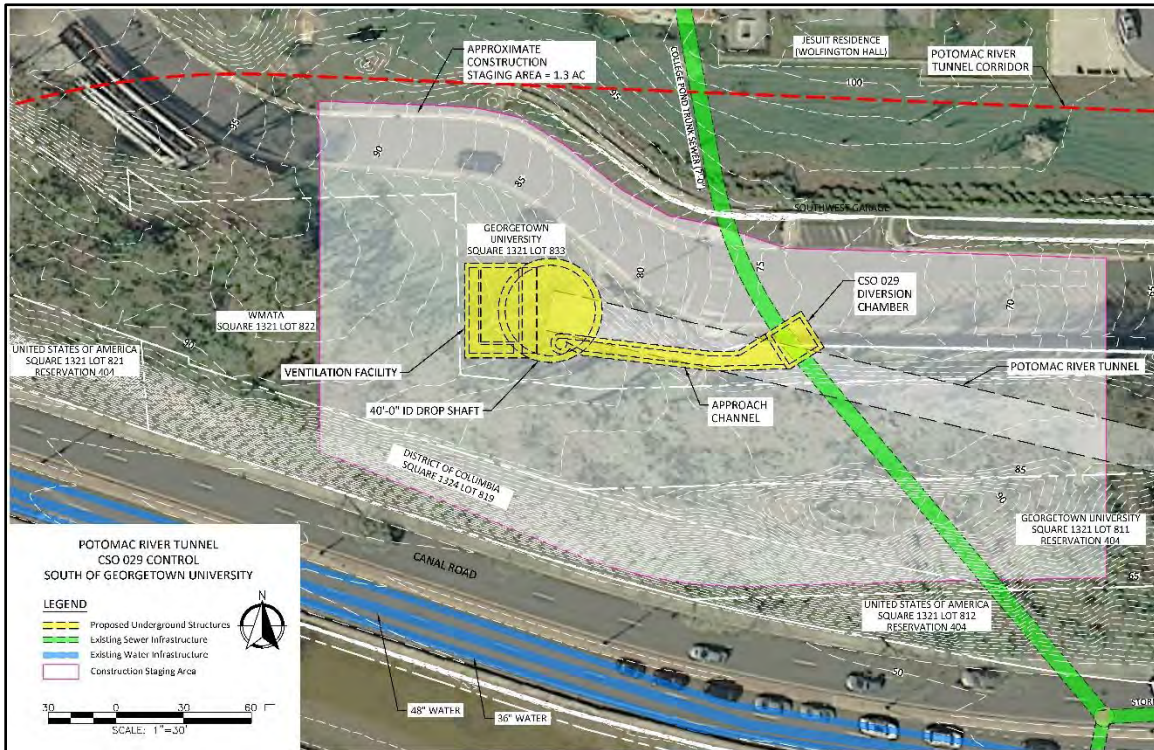 APPROXIMATE
CONSTRUCTION
STAGING AREA = 1.3 AC
JESUIT RESIDENCE
(WOLFINGTON HALL)
POTOMAC RIVER
TUNNEL CORRIDOR
COLLEGE POND TRUNK SEWER
100
95
95
90
85
SOUTHWEST GARAGE
GEORGETOWN
UNIVERSITY
SQUARE 1321 LOT 833
80
75
70
65
CSO 029
DIVERSION
CHAMBER
WMATA
SQUARE 1321 LOT 822
UNITED STATES OF AMERICA
SQUARE 1321 LOT 821
RESERVATION 404
VENTILATION FACILITY
POTOMAC RIVER TUNNEL
40'-0" ID DROP SHAFT
APPROACH
CHANNEL
85
90
DISTRICT OF COLUMBIA
SQUARE 1324 LOT 819
GEORGETOWN UNIVERSITY
SQUARE 1321 LOT 811
RESERVATION 404
65
CANAL ROAD
UNITED STATES OF AMERICA
SQUARE 1321 LOT 812
RESERVATION 404
50
STOR
48" WATER
36" WATER
POTOMAC RIVER TUNNEL
CSO 029 CONTROL
SOUTH OF GEORGETOWN UNIVERSITY
LEGEND
N
Proposed Underground Structures
Existing Sewer Infrastructure
Existing Water Infrastructure
Construction Staging Area
30 0 30 60
SCALE: 1"=30'